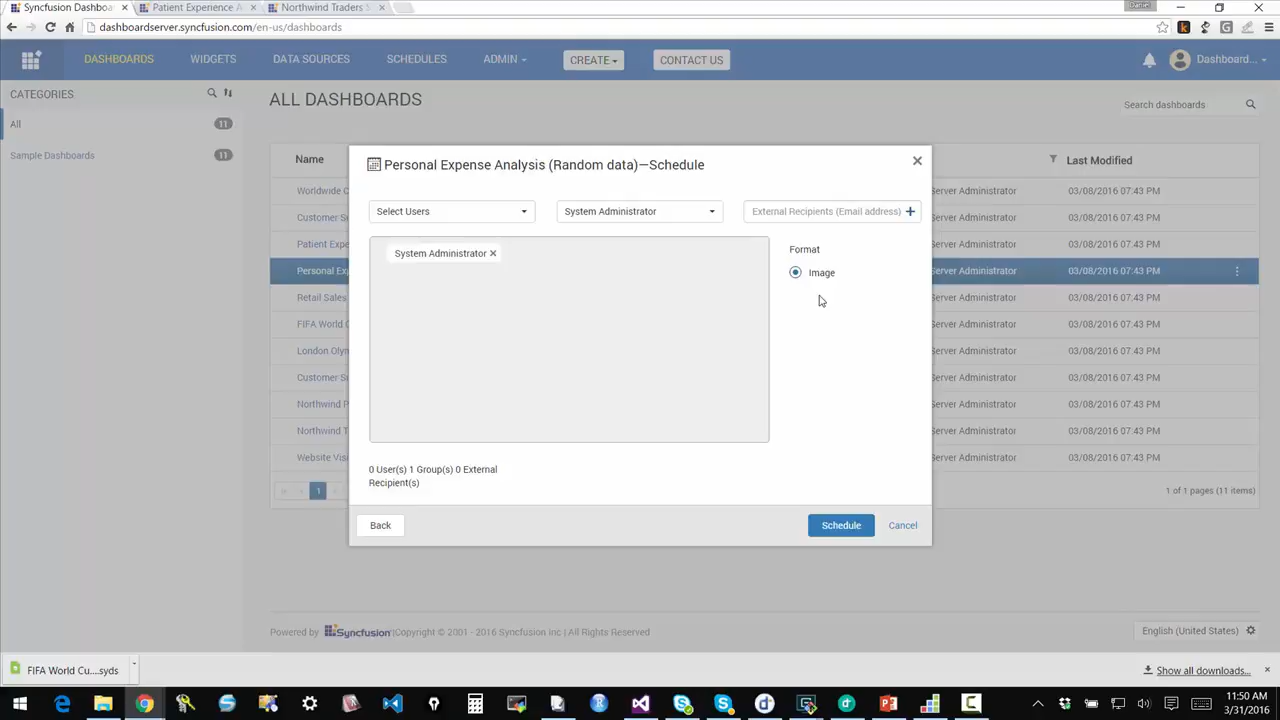 Syncfusion Dashboa
Patient Experience A
Northwind Traders S
Daniel
dashboardserver.syncfusion.com/en-us/dashboards
DASHBOARDS
WIDGETS
DATA SOURCES
SCHEDULES
ADMIN
CREATE
CONTACT US
Dashboard...
CATEGORIES
ALL DASHBOARDS
Search dashboards
All
11
Sample Dashboards
11
Name
Last Modified
Worldwide C
Server Administrator
03/08/2016 07:43 PM
Customer Su
Server Administrator
03/08/2016 07:43 PM
Patient Expe
Server Administrator
03/08/2016 07:43 PM
Personal Exp
Server Administrator
03/08/2016 07:43 PM
Retail Sales
Server Administrator
03/08/2016 07:43 PM
FIFA World C
Server Administrator
03/08/2016 07:43 PM
London Olym
Server Administrator
03/08/2016 07:43 PM
Customer Su
Server Administrator
03/08/2016 07:43 PM
Northwind P
Server Administrator
03/08/2016 07:43 PM
Northwind T
Server Administrator
03/08/2016 07:43 PM
Website Visi
Server Administrator
03/08/2016 07:43 PM
1
1 of 1 pages (11 items)
Personal Expense Analysis (Random data)—Schedule
Select Users
System Administrator
External Recipients (Email address)
System Administrator
Format
Image
0 User(s) 1 Group(s) 0 External
Recipient(s)
Back
Schedule
Cancel
Powered by Syncfusion |Copyright © 2001 - 2016 Syncfusion Inc | All Rights Reserved
English (United States)
FIFA World Cu....syds
Show all downloads...
11:50 AM
3/31/2016